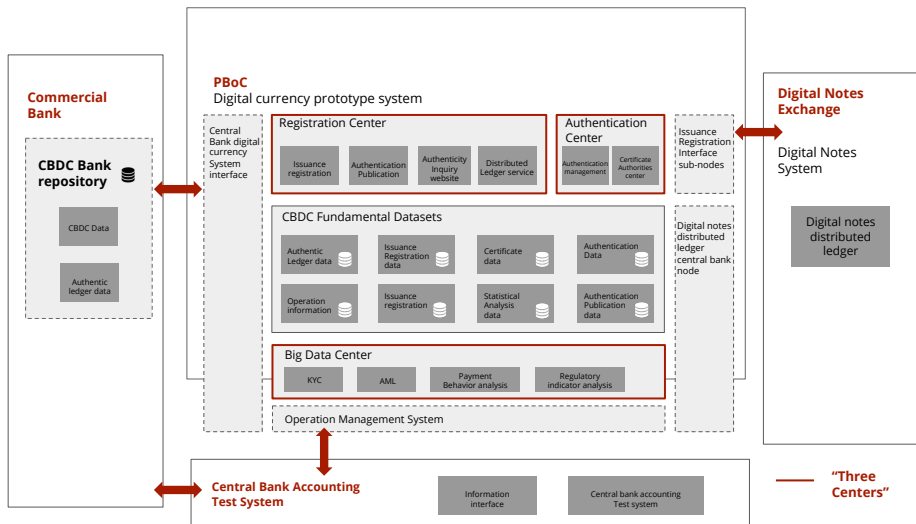 Commercial
Bank
CBDC Bank
repository
CBDC Data
Authentic
ledger data
PBoC
Digital currency prototype system
Central
Bank digital
currency
System
interface
Registration Center
Issuance
registration
Authentication
Publication
Authenticity
Inquiry
website
Distributed
Ledger service
Authentication
Center
Authentication
management
Certificate
Authorities
center
Issuance
Registration
Interface
sub-nodes
CBDC Fundamental Datasets
Authentic
Ledger data
Issuance
Registration
data
Certificate
data
Authentication
Data
Operation
information
Issuance
registration
Statistical
Analysis
data
Authentication
Publication
data
Digital notes
distributed
ledger
central bank
node
Big Data Center
KYC
AML
Payment
Behavior analysis
Regulatory
indicator analysis
Operation Management System
Central Bank Accounting
Test System
Information
interface
Central bank accounting
Test system
Digital Notes
Exchange
Digital Notes
System
Digital notes
distributed
ledger
“Three
Centers”